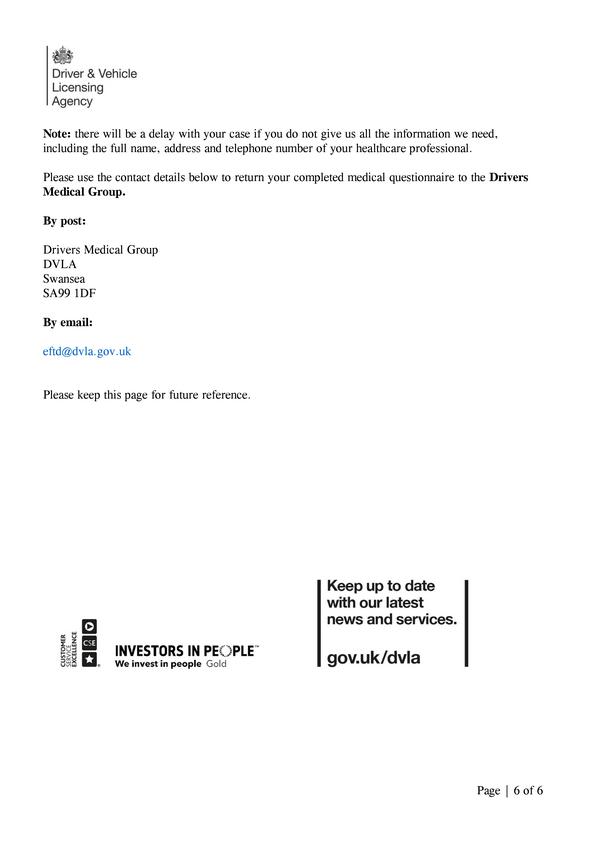 Driver & Vehicle
Licensing
Agency
Note: there will be a delay with your case if you do not give us all the information we need,
including the full name, address and telephone number of your healthcare professional.
Please use the contact details below to return your completed medical questionnaire to the Drivers
Medical Group.
By post:
Drivers Medical Group
DVLA
Swansea
SA99 1DF
By email:
eftd@dvla.gov.uk
Please keep this page for future reference.
Keep up to date
with our latest
news and services.
gov.uk/dvla
CUSTOMER
SERVICE
EXCELLENCE
CSE
INVESTORS IN PEOPLE™
We invest in people Gold
Page | 6 of 6